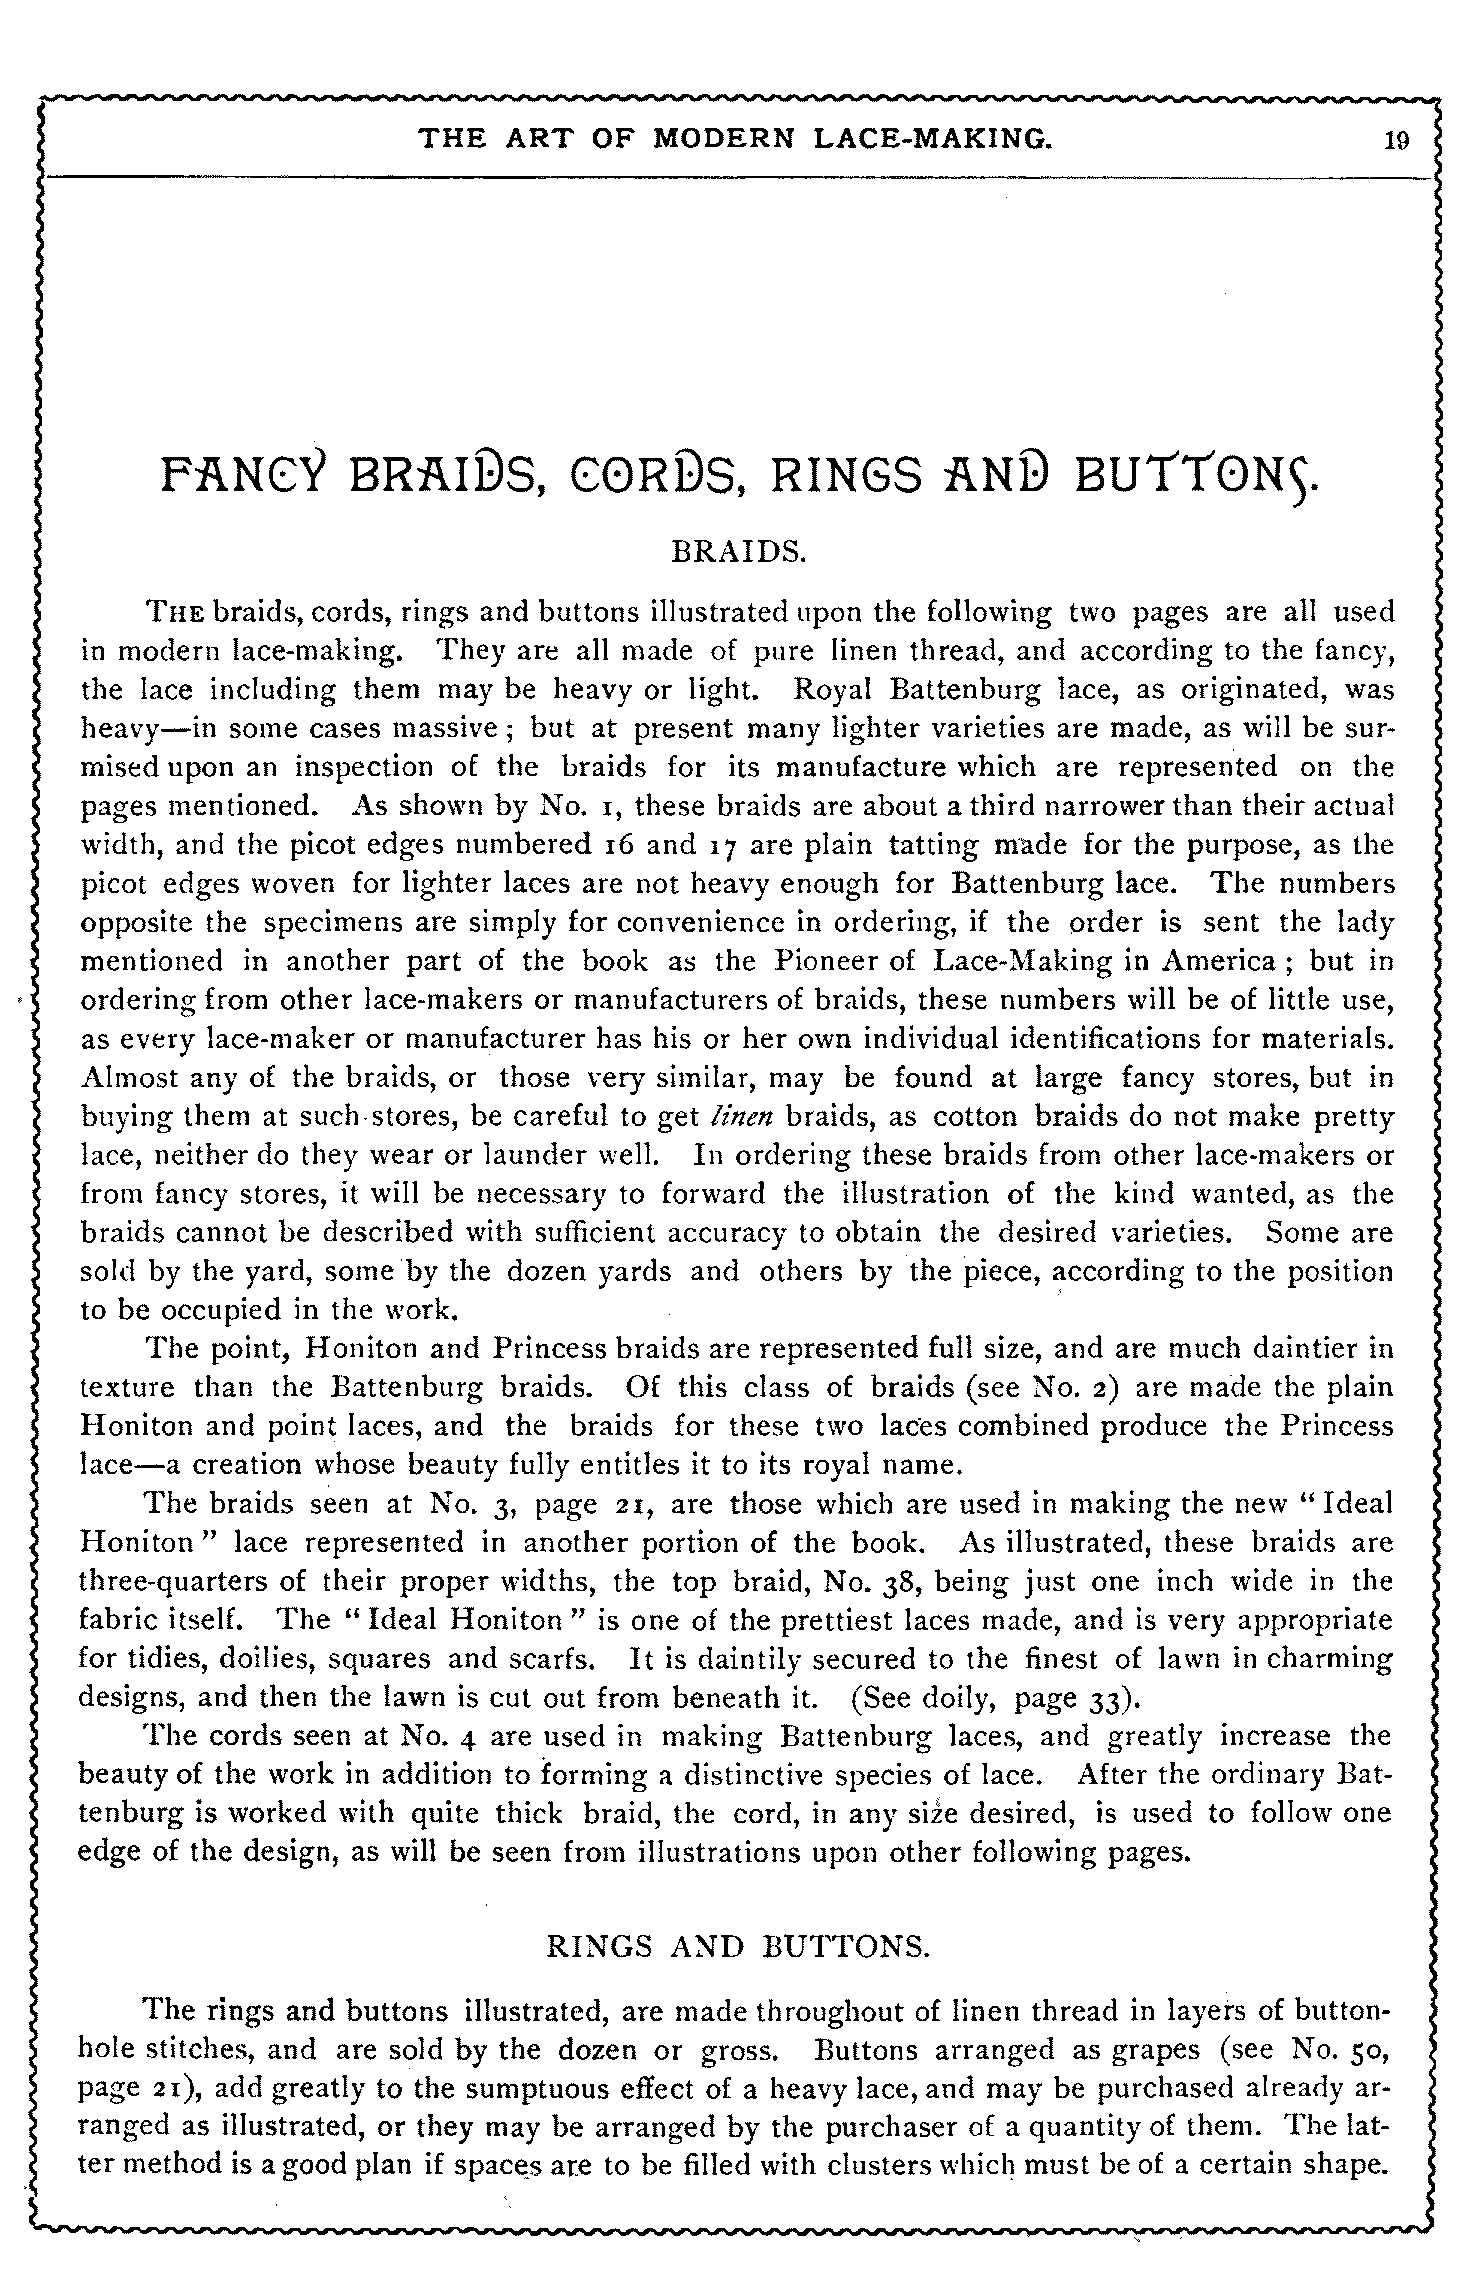 THE ART OF MODERN LACE-MAKING. 19
FANCY BRAIDS, CORDS, RINGS AND BUTTONS.
BRAIDS.
THE braids, cords, rings and buttons illustrated upon the following two pages are all used
in modern lace-making. They are all made of pure linen thread, and according to the fancy,
the lace including them may be heavy or light. Royal Battenburg lace, as originated, was
heavy—in some cases massive; but at present many lighter varieties are made, as will be sur-
mised upon an inspection of the braids for its manufacture which are represented on the
pages mentioned. As shown by No. 1, these braids are about a third narrower than their actual
width, and the picot edges numbered 16 and 17 are plain tatting made for the purpose, as the
picot edges woven for lighter laces are not heavy enough for Battenburg lace. The numbers
opposite the specimens are simply for convenience in ordering, if the order is sent the lady
mentioned in another part of the book as the Pioneer of Lace-Making in America; but in
ordering from other lace-makers or manufacturers of braids, these numbers will be of little use,
as every lace-maker or manufacturer has his or her own individual identifications for materials.
Almost any of the braids, or those very similar, may be found at large fancy stores, but in
buying them at such stores, be careful to get linen braids, as cotton braids do not make pretty
lace, neither do they wear or launder well. In ordering these braids from other lace-makers or
from fancy stores, it will be necessary to forward the illustration of the kind wanted, as the
braids cannot be described with sufficient accuracy to obtain the desired varieties. Some are
sold by the yard, some by the dozen yards and others by the piece, according to the position
to be occupied in the work.
The point, Honiton and Princess braids are represented full size, and are much daintier in
texture than the Battenburg braids. Of this class of braids (see No. 2) are made the plain
Honiton and point laces, and the braids for these two laces combined produce the Princess
lace—a creation whose beauty fully entitles it to its royal name.
The braids seen at No. 3, page 21, are those which are used in making the new "Ideal
Honiton" lace represented in another portion of the book. As illustrated, these braids are
three-quarters of their proper widths, the top braid, No. 38, being just one inch wide in the
fabric itself. The "Ideal Honiton" is one of the prettiest laces made, and is very appropriate
for tidies, doilies, squares and scarfs. It is daintily secured to the finest of lawn in charming
designs, and then the lawn is cut out from beneath it. (See doily, page 33).
The cords seen at No. 4 are used in making Battenburg laces, and greatly increase the
beauty of the work in addition to forming a distinctive species of lace. After the ordinary Bat-
tenburg is worked with quite thick braid, the cord, in any size desired, is used to follow one
edge of the design, as will be seen from illustrations upon other following pages.
RINGS AND BUTTONS.
The rings and buttons illustrated, are made throughout of linen thread in layers of button-
hole stitches, and are sold by the dozen or gross. Buttons arranged as grapes (see No. 50,
page 21), add greatly to the sumptuous effect of a heavy lace, and may be purchased already ar-
ranged as illustrated, or they may be arranged by the purchaser of a quantity of them. The lat-
ter method is a good plan if spaces are to be filled with clusters which must be of a certain shape.